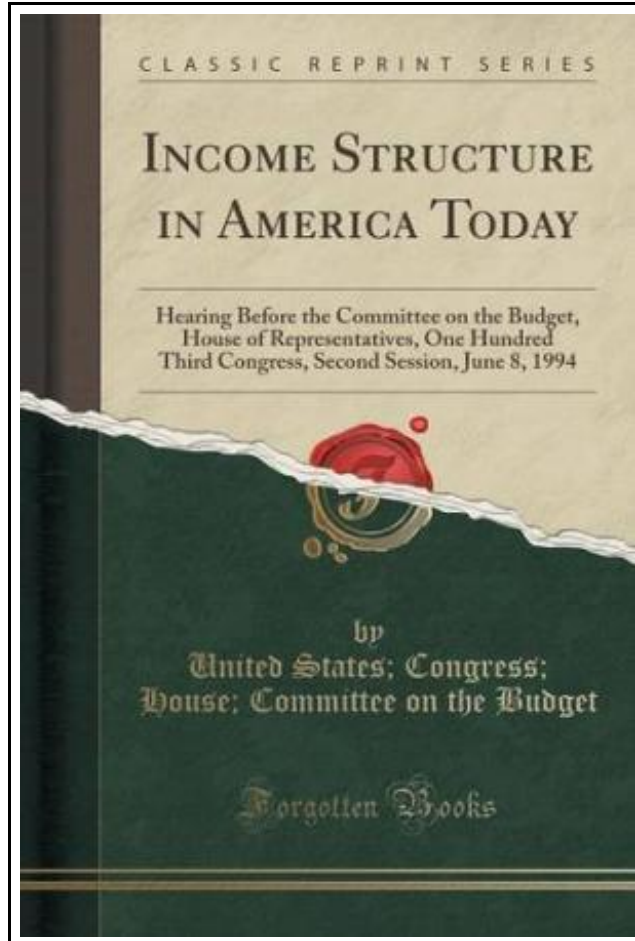 CLASSIC REPRINT SERIES
INCOME STRUCTURE
IN AMERICA TODAY
Hearing Before the Committee on the Budget,
House of Representatives, One Hundred
Third Congress, Second Session, June 8, 1994
by
United States; Congress;
House; Committee on the Budget
Forgotten Books